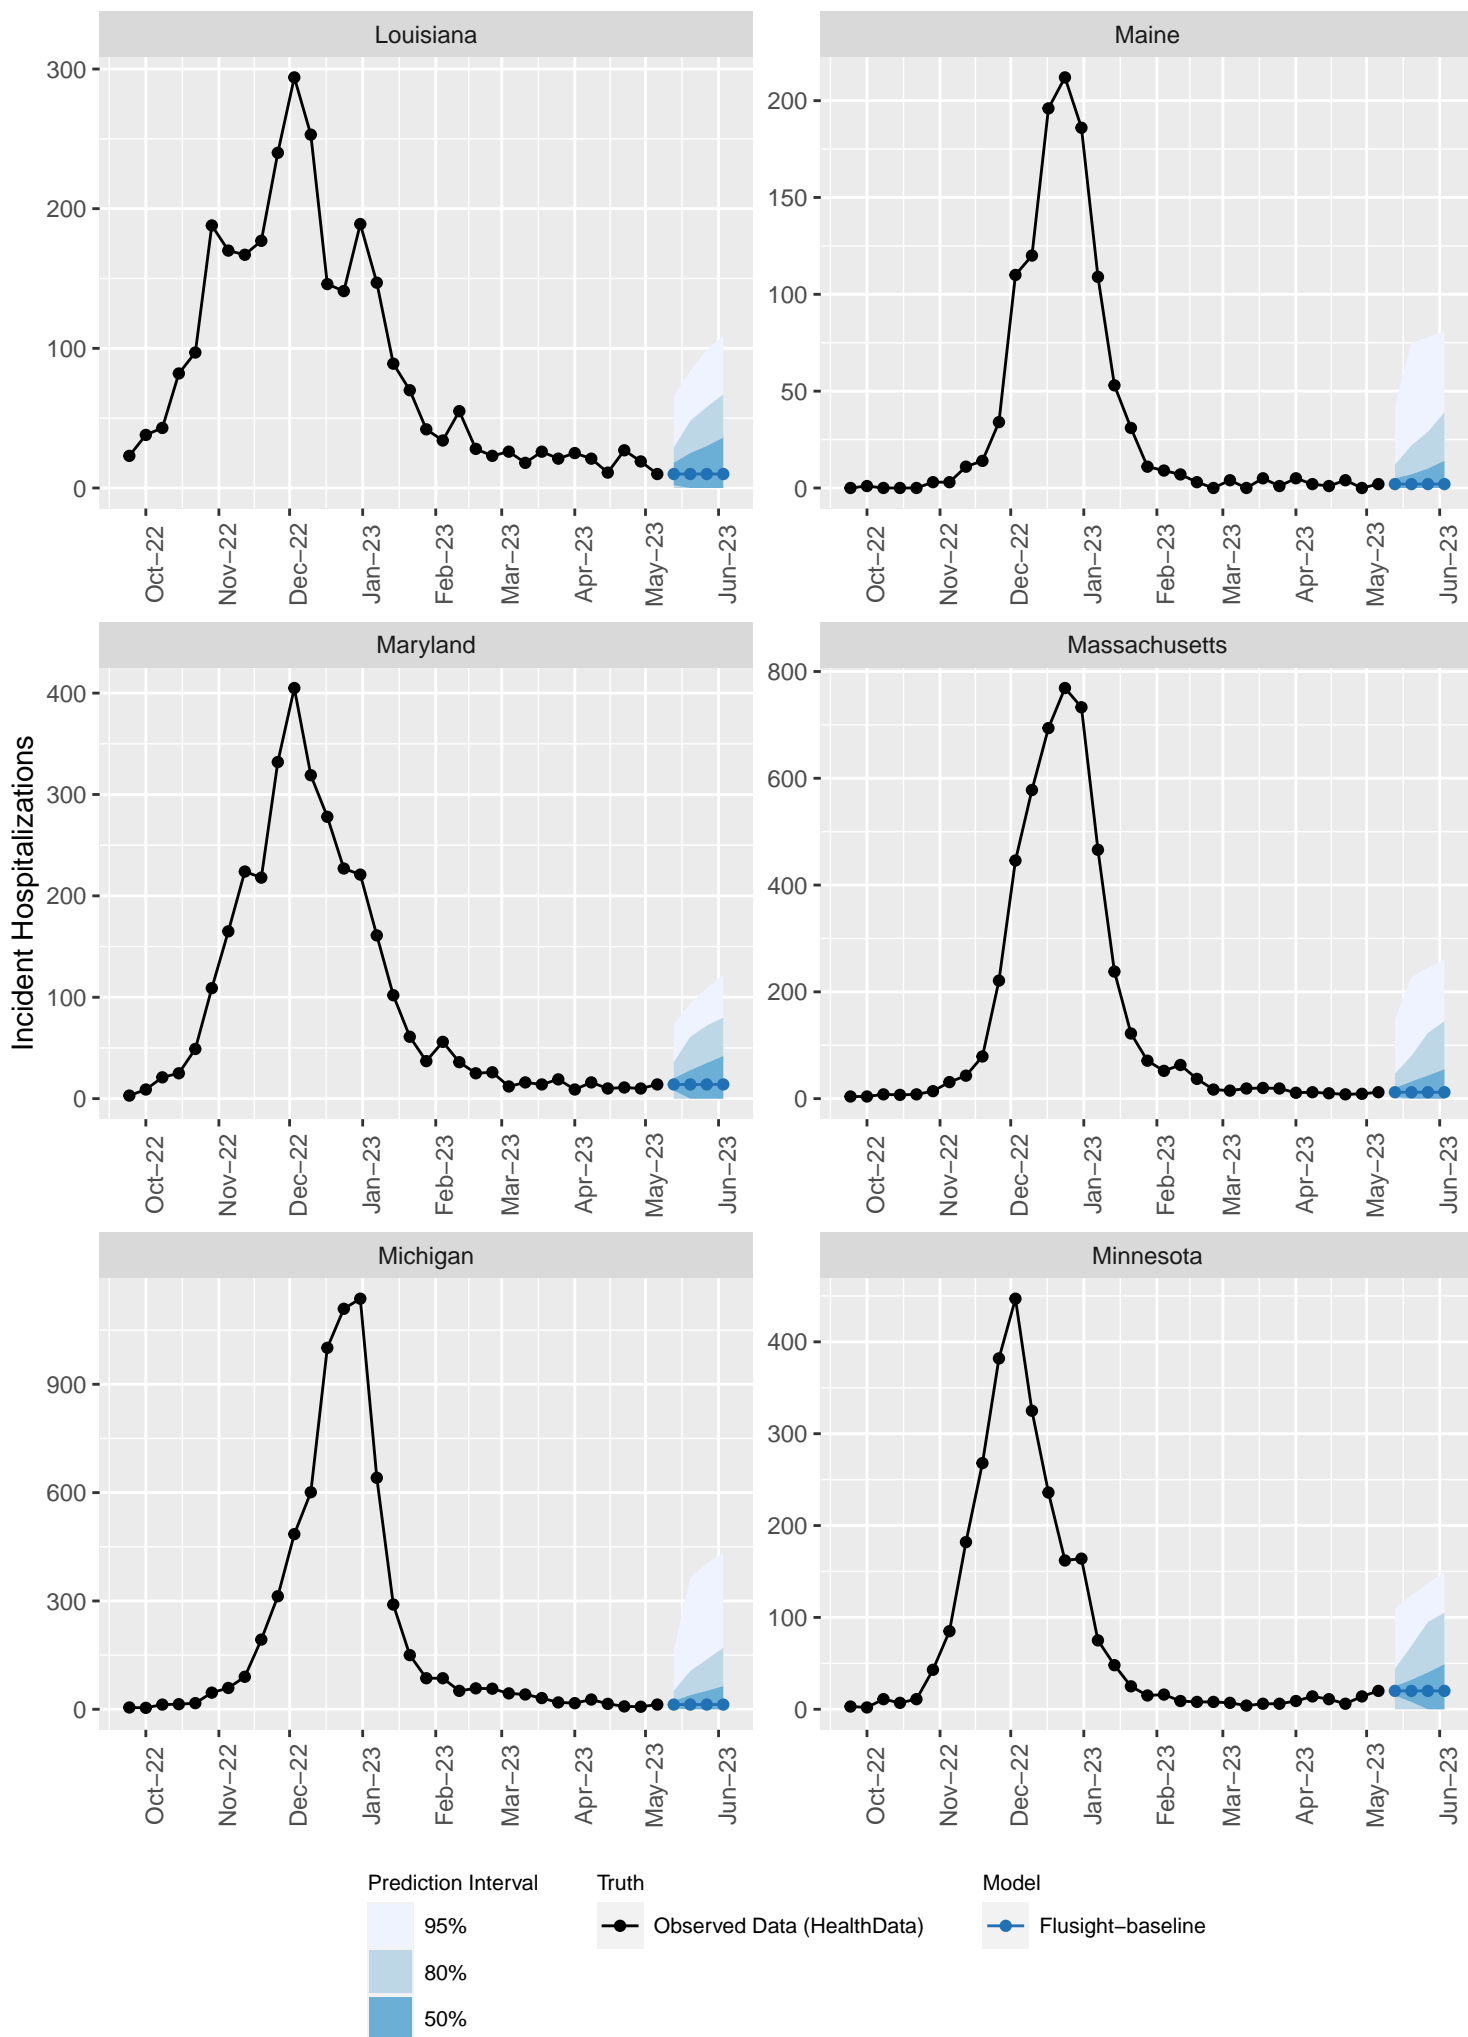 Louisiana
Maine
300
200
100
0
200
150
100
50
0
Oct−22 Nov−22 Dec−22 Jan−23 Feb−23 Mar−23 Apr−23 May−23 Jun−23
Oct−22 Nov−22 Dec−22 Jan−23 Feb−23 Mar−23 Apr−23 May−23 Jun−23
Incident Hospitalizations
Maryland
Massachusetts
400
300
200
100
0
800
600
400
200
0
Oct−22 Nov−22 Dec−22 Jan−23 Feb−23 Mar−23 Apr−23 May−23 Jun−23
Oct−22 Nov−22 Dec−22 Jan−23 Feb−23 Mar−23 Apr−23 May−23 Jun−23
Michigan
Minnesota
900
600
300
0
400
300
200
100
0
Oct−22 Nov−22 Dec−22 Jan−23 Feb−23 Mar−23 Apr−23 May−23 Jun−23
Oct−22 Nov−22 Dec−22 Jan−23 Feb−23 Mar−23 Apr−23 May−23 Jun−23
Prediction Interval
95%
80%
50%
Truth
Observed Data (HealthData)
Model
Flusight−baseline